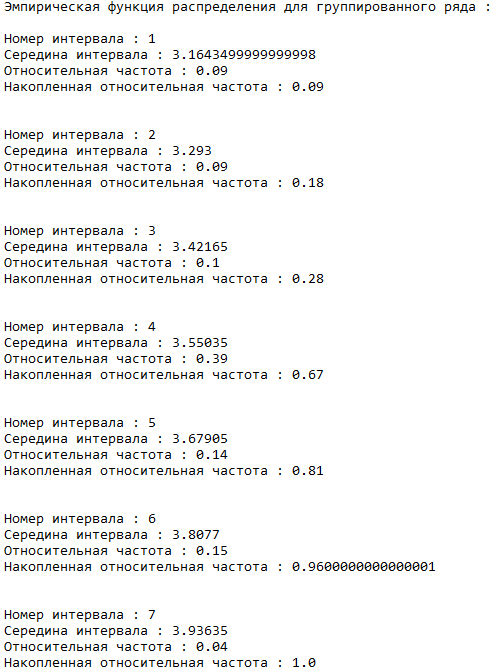 Эмпирическая функция распределения для группированного ряда :
Номер интервала : 1
Середина интервала : 3.1643499999999998
Относительная частота : 0.09
Накопленная относительная частота : 0.09
Номер интервала : 2
Середина интервала : 3.293
Относительная частота : 0.09
Накопленная относительная частота : 0.18
Номер интервала : 3
Середина интервала : 3.42165
Относительная частота : 0.1
Накопленная относительная частота : 0.28
Номер интервала : 4
Середина интервала : 3.55035
Относительная частота : 0.39
Накопленная относительная частота : 0.67
Номер интервала : 5
Середина интервала : 3.67905
Относительная частота : 0.14
Накопленная относительная частота : 0.81
Номер интервала : 6
Середина интервала : 3.8077
Относительная частота : 0.15
Накопленная относительная частота : 0.9600000000000001
Номер интервала : 7
Середина интервала : 3.93635
Относительная частота : 0.04
Накопленная относительная частота : 1.0